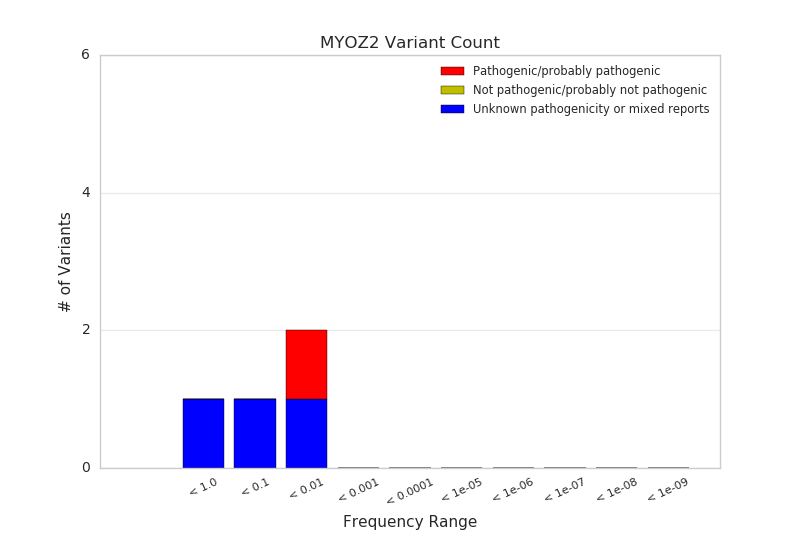 MYOZ2 Variant Count
6
4
2
0
# of Variants
Pathogenic/probably pathogenic
Not pathogenic/probably not pathogenic
Unknown pathogenicity or mixed reports
< 1.0
< 0.1
< 0.01
< 0.001
< 0.0001
< 1e-05
< 1e-06
< 1e-07
< 1e-08
< 1e-09
Frequency Range